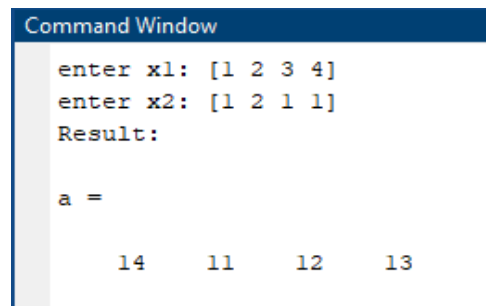 Command Window
enter x1: [1 2 3 4]
enter x2: [1 2 1 1]
Result:
a =
14 11 12 13